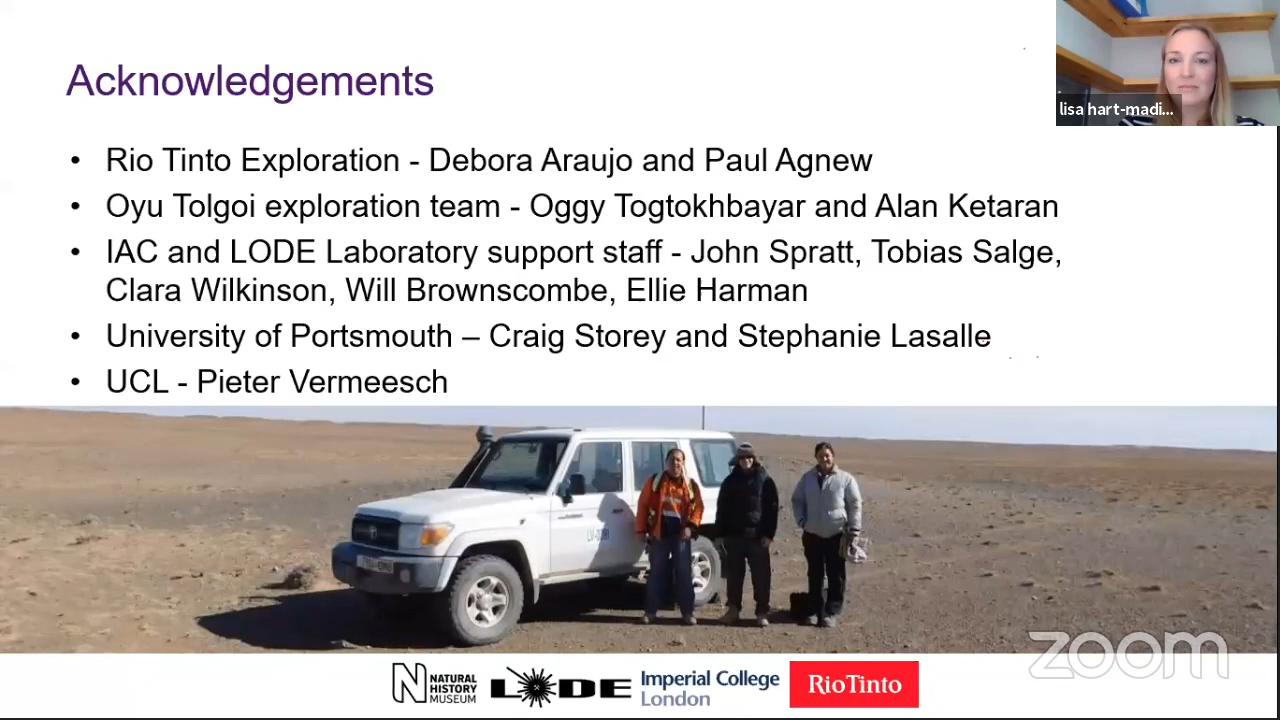 Acknowledgements
lisa hart-madi...
• Rio Tinto Exploration - Debora Araujo and Paul Agnew
• Oyu Tolgoi exploration team - Oggy Togtokhbayar and Alan Ketaran
• IAC and LODE Laboratory support staff - John Spratt, Tobias Salge,
Clara Wilkinson, Will Brownscombe, Ellie Harman
• University of Portsmouth – Craig Storey and Stephanie Lasalle
• UCL - Pieter Vermeesch
zoom
N NATURAL
HISTORY
MUSEUM
LODE
Imperial College
London
RioTinto